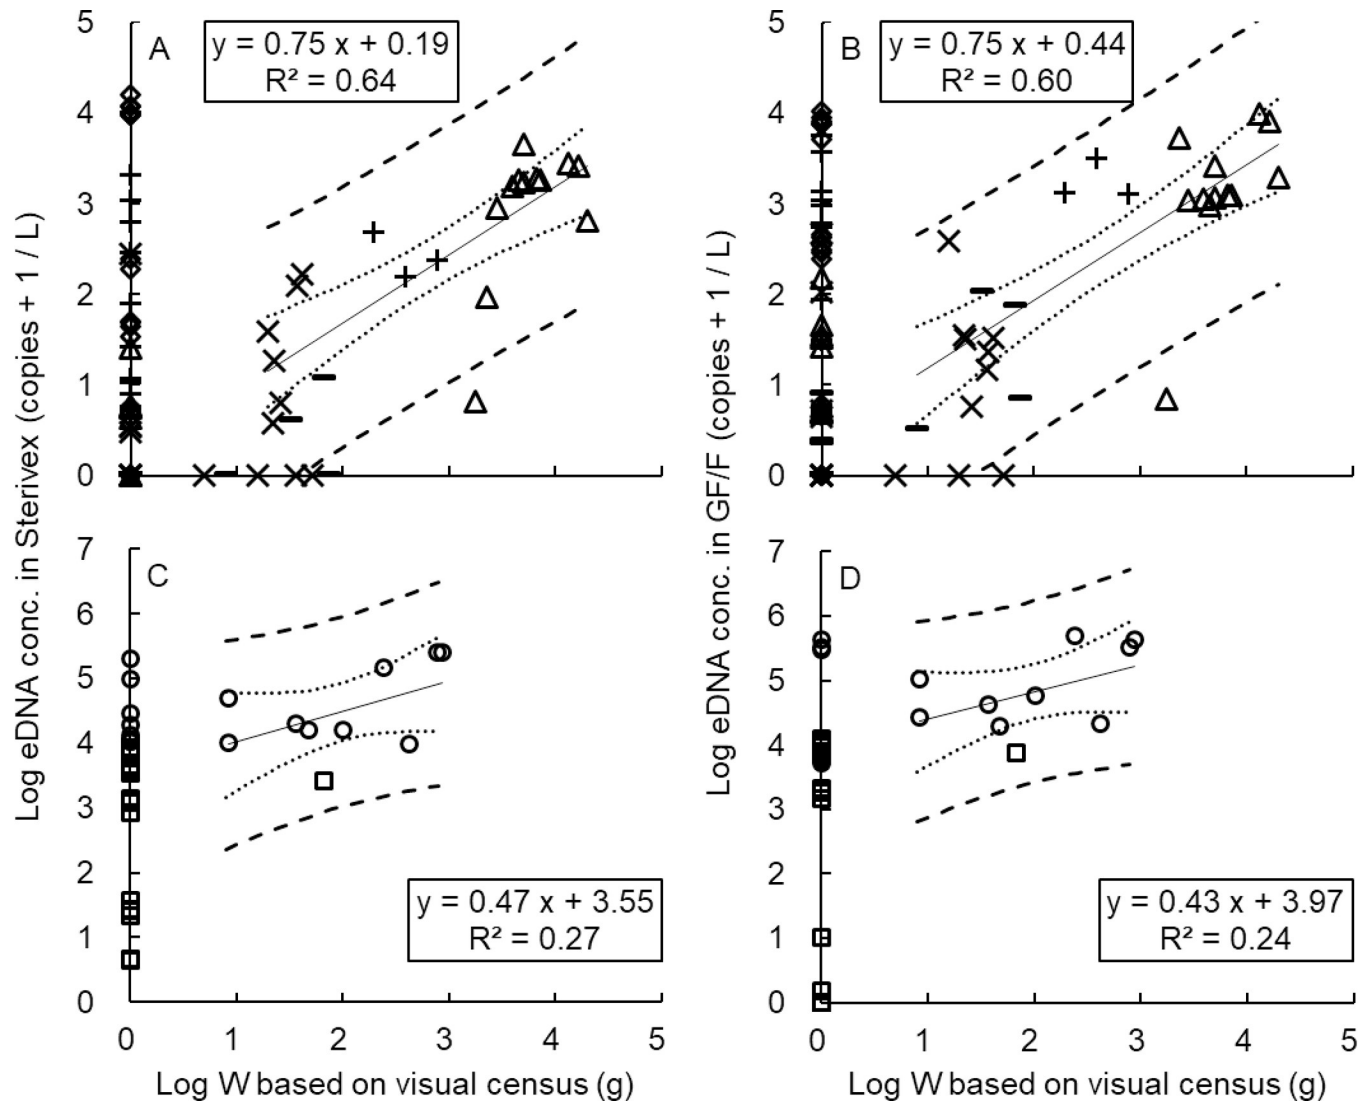 A
y = 0.75 x + 0.19
R² = 0.64
5
4
3
2
1
0
B
y = 0.75 x + 0.44
R² = 0.60
5
4
3
2
1
0
Log eDNA conc. in Sterivex (copies + 1 / L)
Log eDNA conc. in GF/F (copies + 1 / L)
C
y = 0.47 x + 3.55
R² = 0.27
7
6
5
4
3
2
1
0
0 1 2 3 4 5
Log W based on visual census (g)
D
y = 0.43 x + 3.97
R² = 0.24
7
6
5
4
3
2
1
0
0 1 2 3 4 5
Log W based on visual census (g)